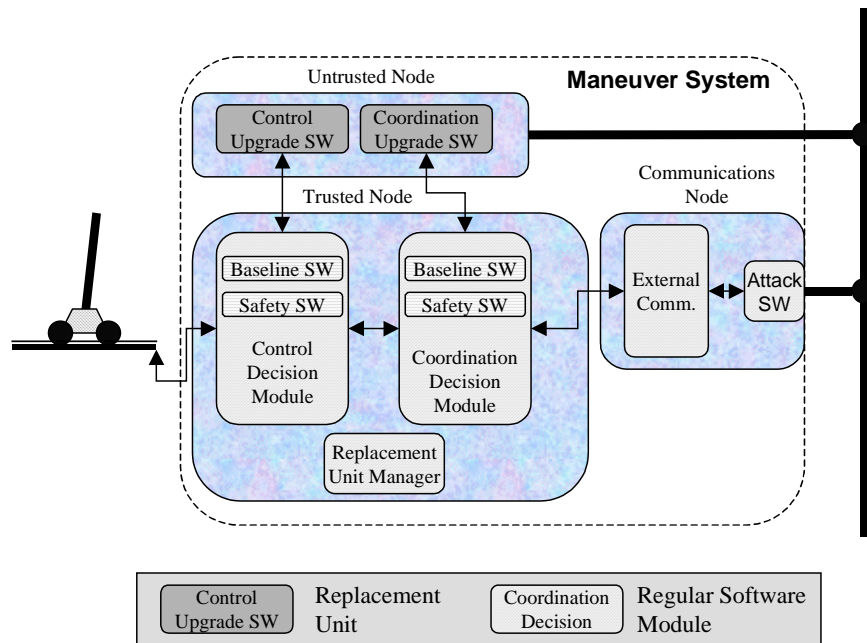 Untrusted Node
Maneuver System
Control
Upgrade SW
Coordination
Upgrade SW
Trusted Node
Communications
Node
Baseline SW
Safety SW
Control
Decision
Module
Baseline SW
Safety SW
Coordination
Decision
Module
External
Comm.
Attack
SW
Replacement
Unit Manager
Control
Upgrade SW
Replacement
Unit
Coordination
Decision
Regular Software
Module